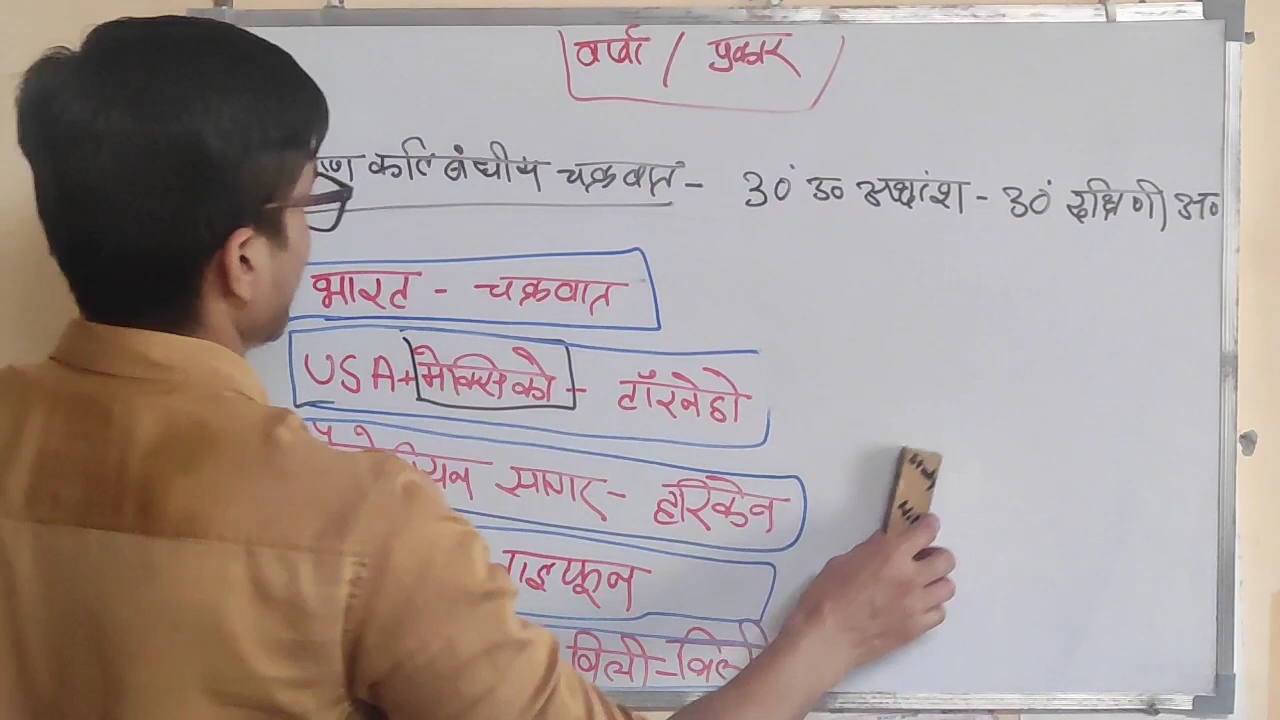 वर्षा / प्रकार
कटिबंधीय चक्रवात - 30° उ० अक्षांश - 30° दक्षिणी अ०
भारत - चक्रवात
USA + मैक्सिको - टॉरनेडो
सागर - हरिकेन
टाइफून
विली-विली